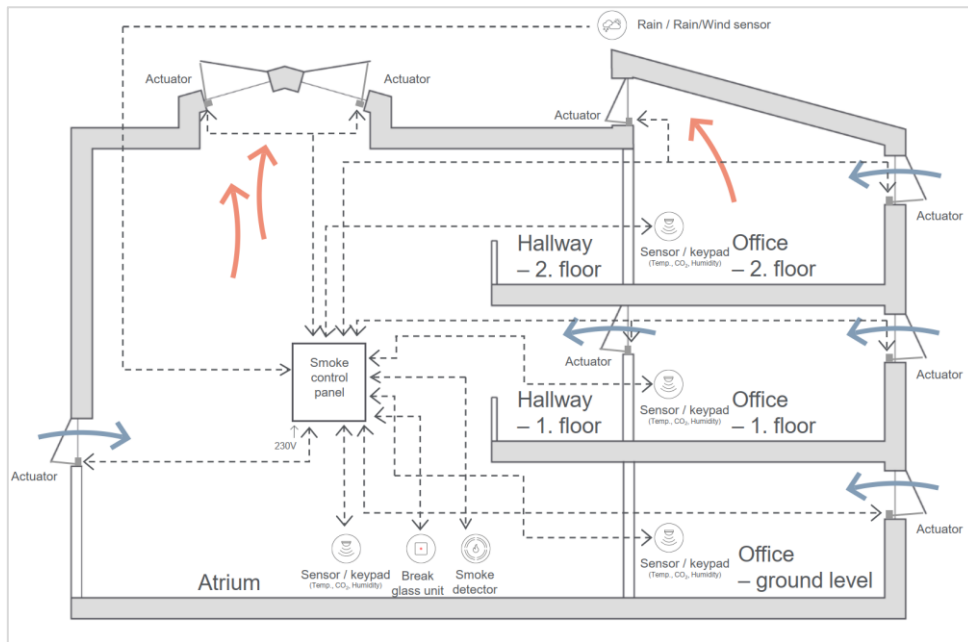 Rain / Rain/Wind sensor
Actuator
Actuator
Actuator
Actuator
Sensor / keypad
(Temp., CO₂, Humidity)
Hallway
– 2. floor
Office
– 2. floor
Smoke
control
panel
230V
Actuator
Actuator
Sensor / keypad
(Temp., CO₂, Humidity)
Hallway
– 1. floor
Office
– 1. floor
Actuator
Actuator
Sensor / keypad
(Temp., CO₂, Humidity)
Break
glass unit
Smoke
detector
Sensor / keypad
(Temp., CO₂, Humidity)
Atrium
Office
– ground level